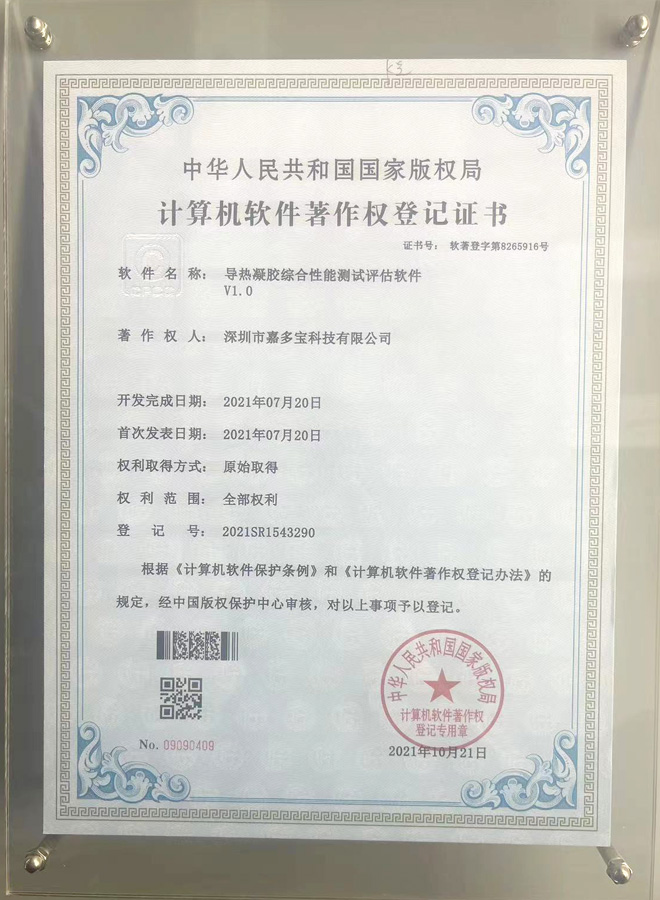 中华人民共和国国家版权局
计算机软件著作权登记证书
证书号： 软著登字第8265916号
软件名称： 导热凝胶综合性能测试评估软件
V1.0
著作权人： 深圳市嘉多宝科技有限公司
开发完成日期： 2021年07月20日
首次发表日期： 2021年07月20日
权利取得方式： 原始取得
权利范围： 全部权利
登记号： 2021SR1543290
根据《计算机软件保护条例》和《计算机软件著作权登记办法》的
规定，经中国版权保护中心审核，对以上事项予以登记。
中华人民共和国国家版权局
计算机软件著作权
登记专用章
No. 09090409
2021年10月21日